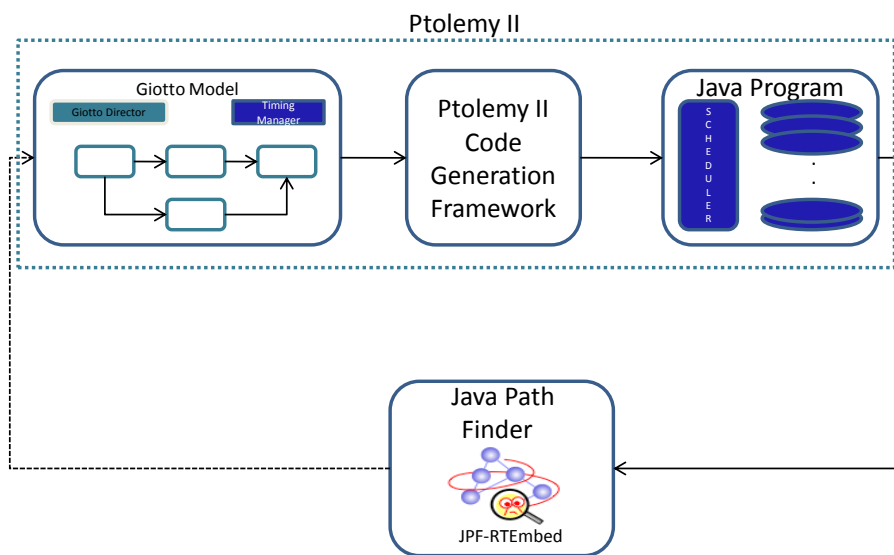 Ptolemy II
Giotto Model
Giotto Director
Timing
Manager
Ptolemy II
Code
Generation
Framework
Java Program
S
C
H
E
D
U
L
E
R
.
.
Java Path
Finder
JPF-RTEmbed